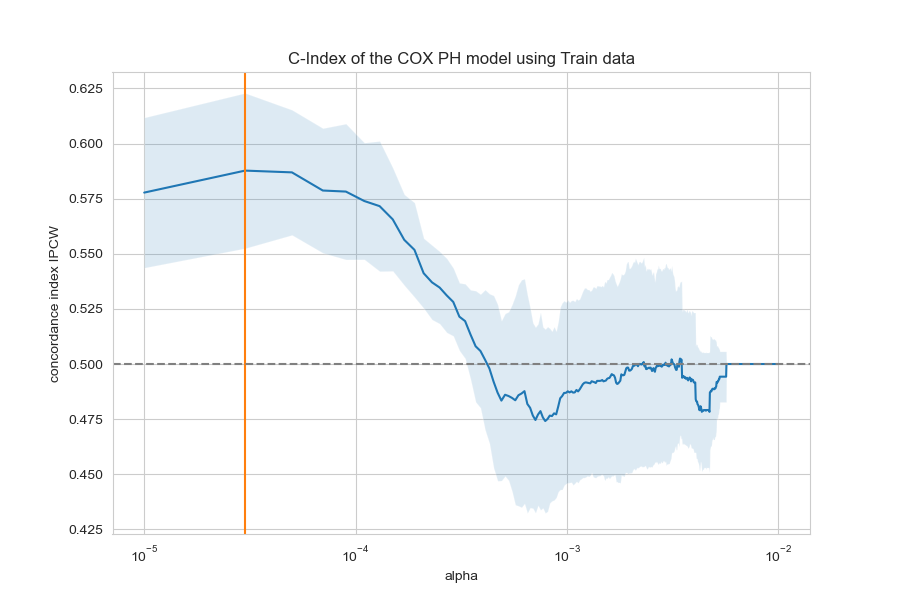 C-Index of the COX PH model using Train data
concordance index IPCW
0.625
0.600
0.575
0.550
0.525
0.500
0.475
0.450
0.425
10⁻⁵ 10⁻⁴ 10⁻³ 10⁻²
alpha